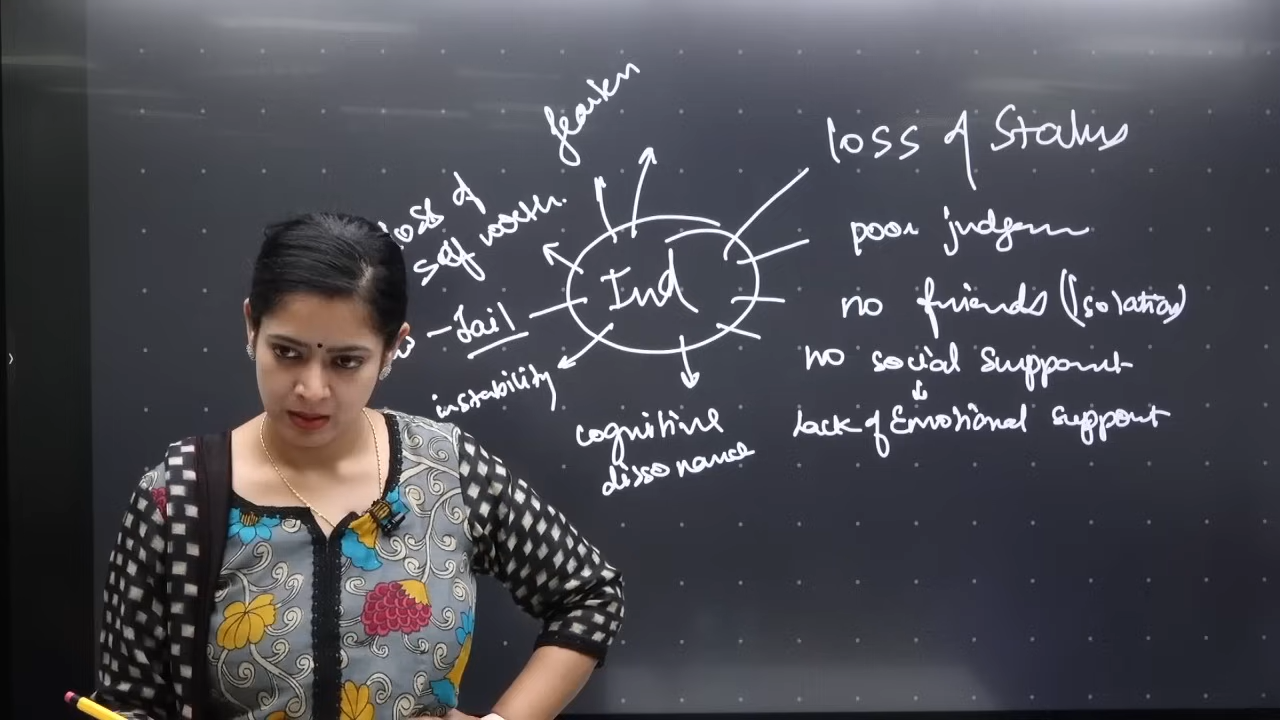 loss of Status
loss of
self worth.
poor judgem
Ind
no friends (Isolation)
- Jail
no social support
instability
lack of Emotional support
cognitive
dissonance